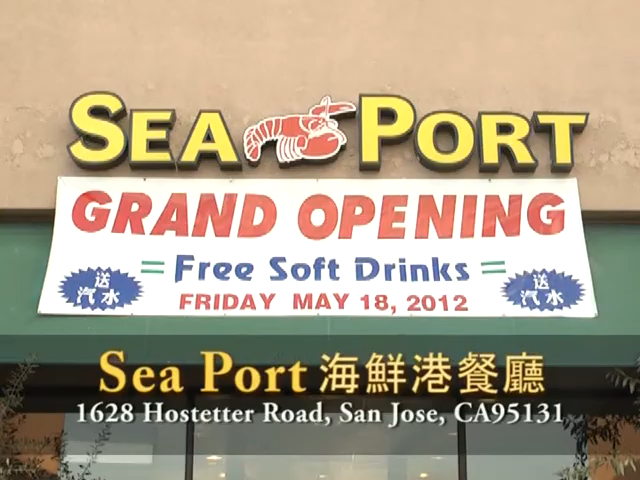 SEA PORT
GRAND OPENING
= Free Soft Drinks =
FRIDAY MAY 18, 2012
送汽水
送汽水
Sea Port 海鮮港餐廳
1628 Hostetter Road, San Jose, CA95131